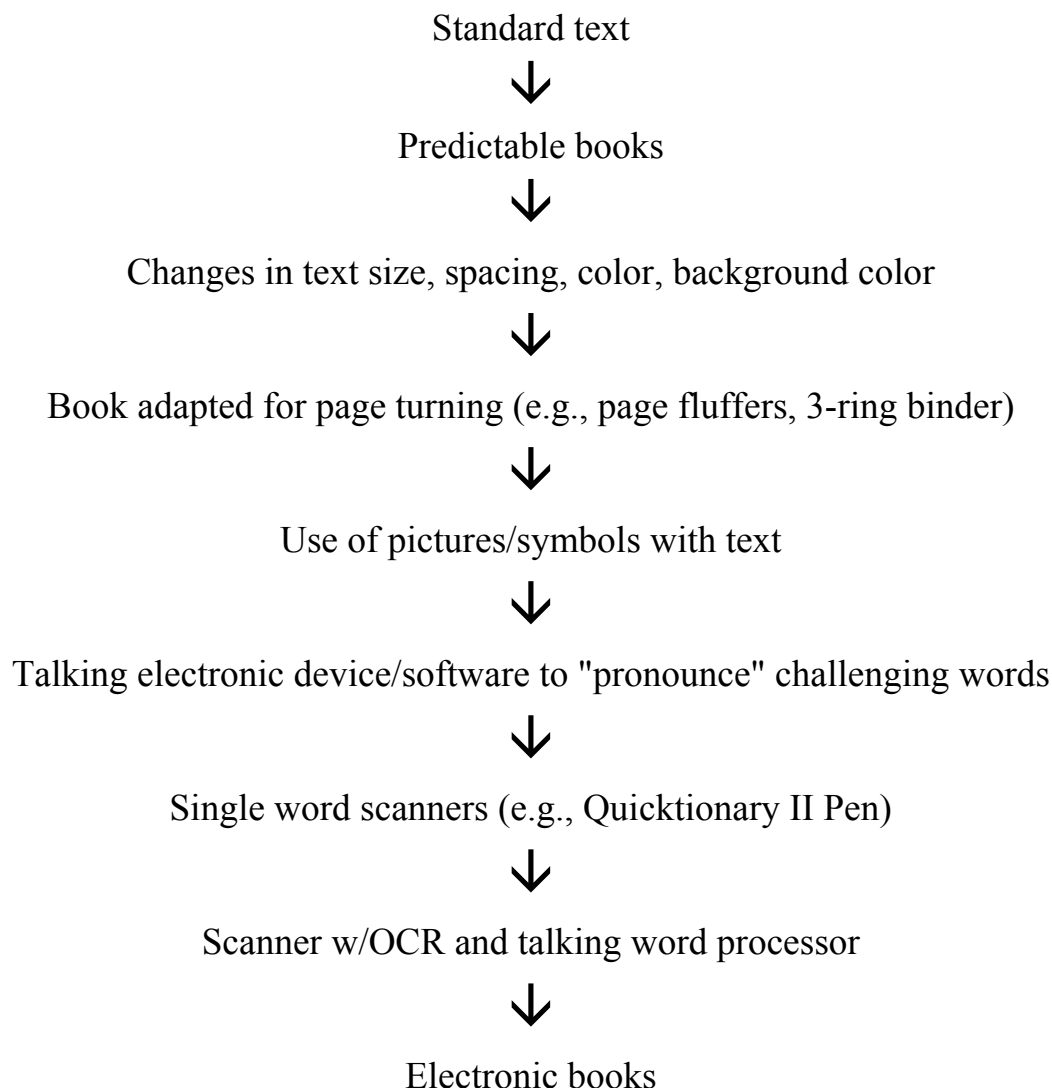 Standard text
Predictable books
Changes in text size, spacing, color, background color
Book adapted for page turning (e.g., page fluffers, 3-ring binder)
Use of pictures/symbols with text
Talking electronic device/software to "pronounce" challenging words
Single word scanners (e.g., Quicktionary II Pen)
Scanner w/OCR and talking word processor
Electronic books